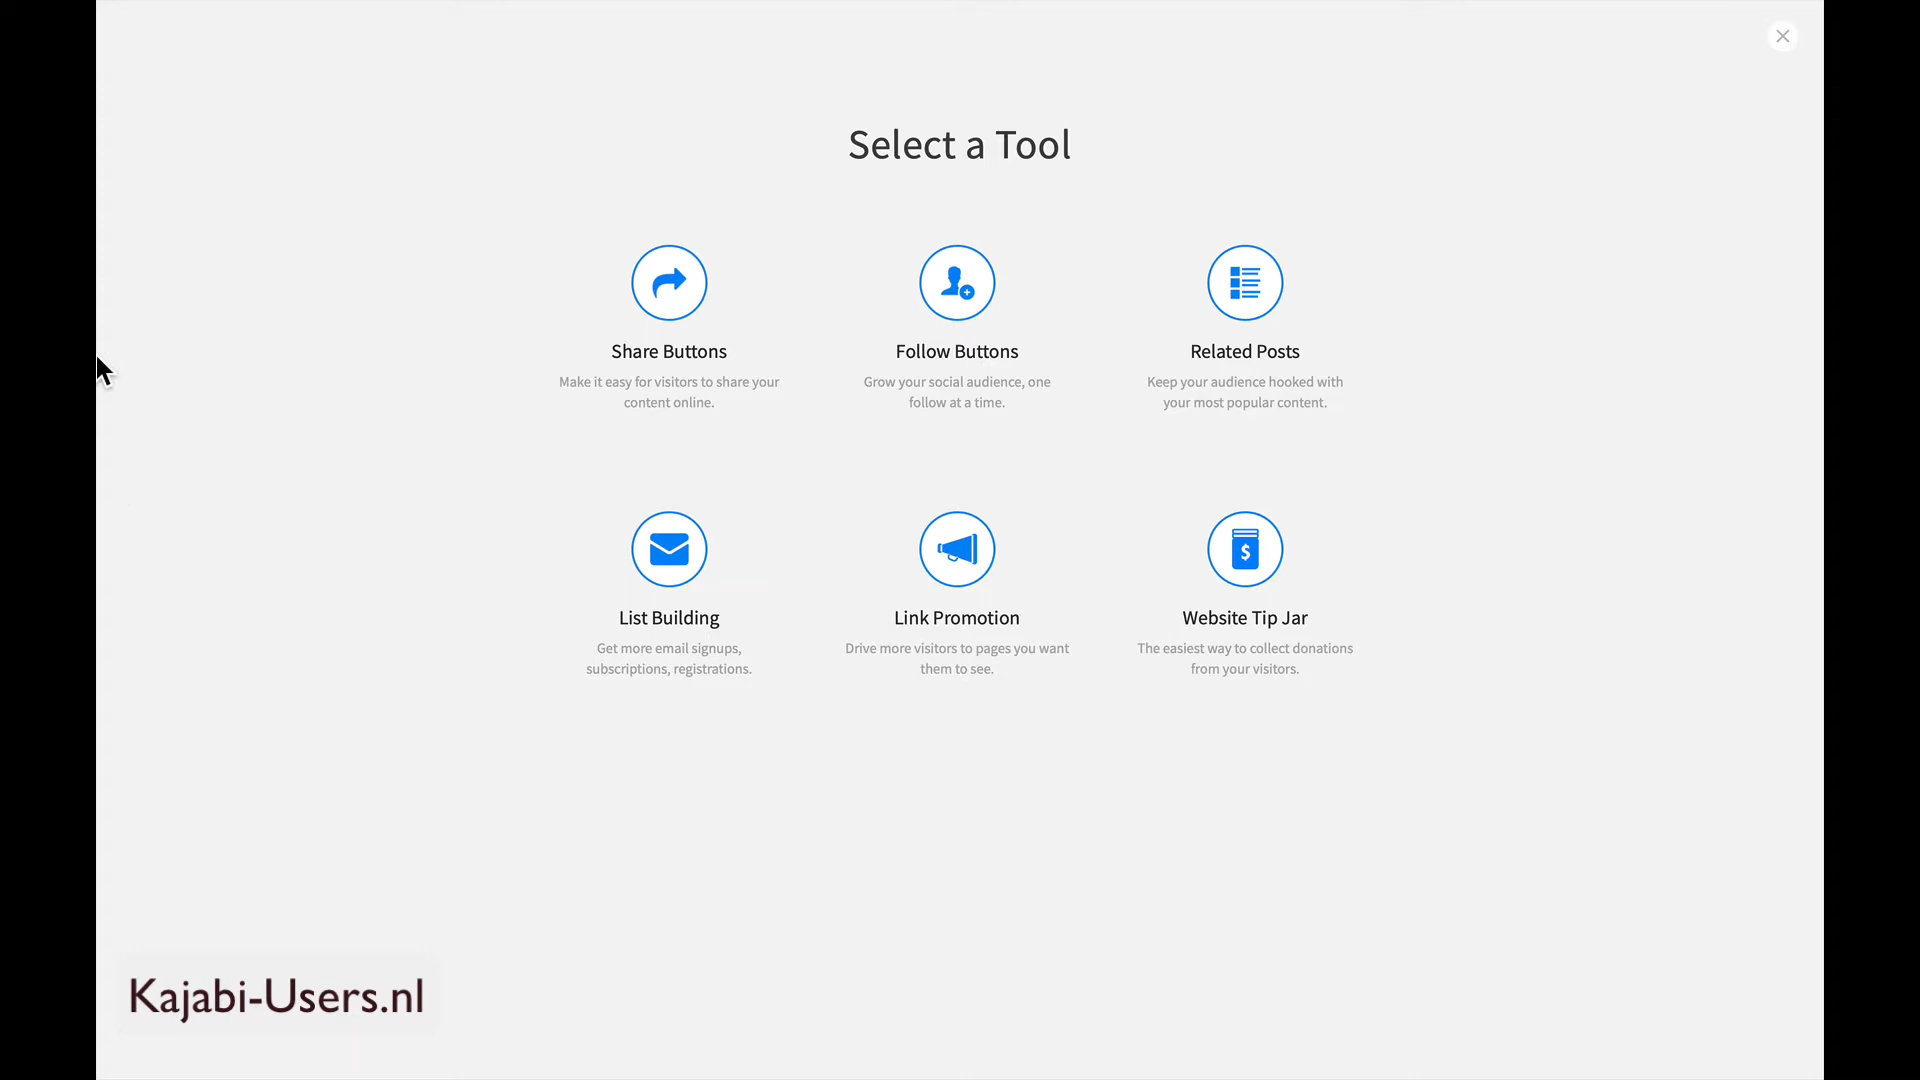 Select a Tool
Share Buttons
Make it easy for visitors to share your
content online.
Follow Buttons
Grow your social audience, one
follow at a time.
Related Posts
Keep your audience hooked with
your most popular content.
List Building
Get more email signups,
subscriptions, registrations.
Link Promotion
Drive more visitors to pages you want
them to see.
$
Website Tip Jar
The easiest way to collect donations
from your visitors.
Kajabi-Users.nl